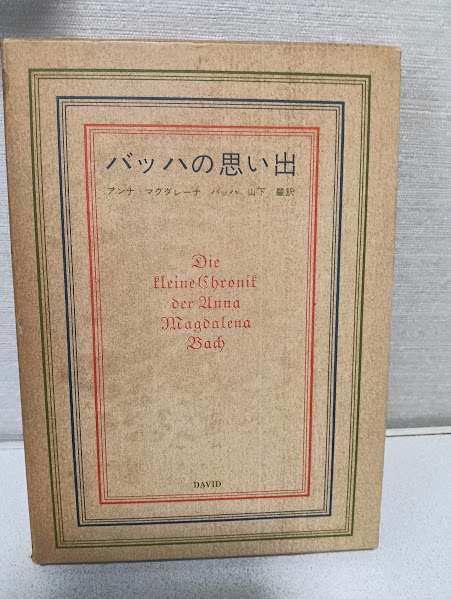 バッハの思い出
アンナ・マグダレーナ バッハ 山下 肇訳
Die
kleine Chronik
der Anna
Magdalena
Bach
DAVID